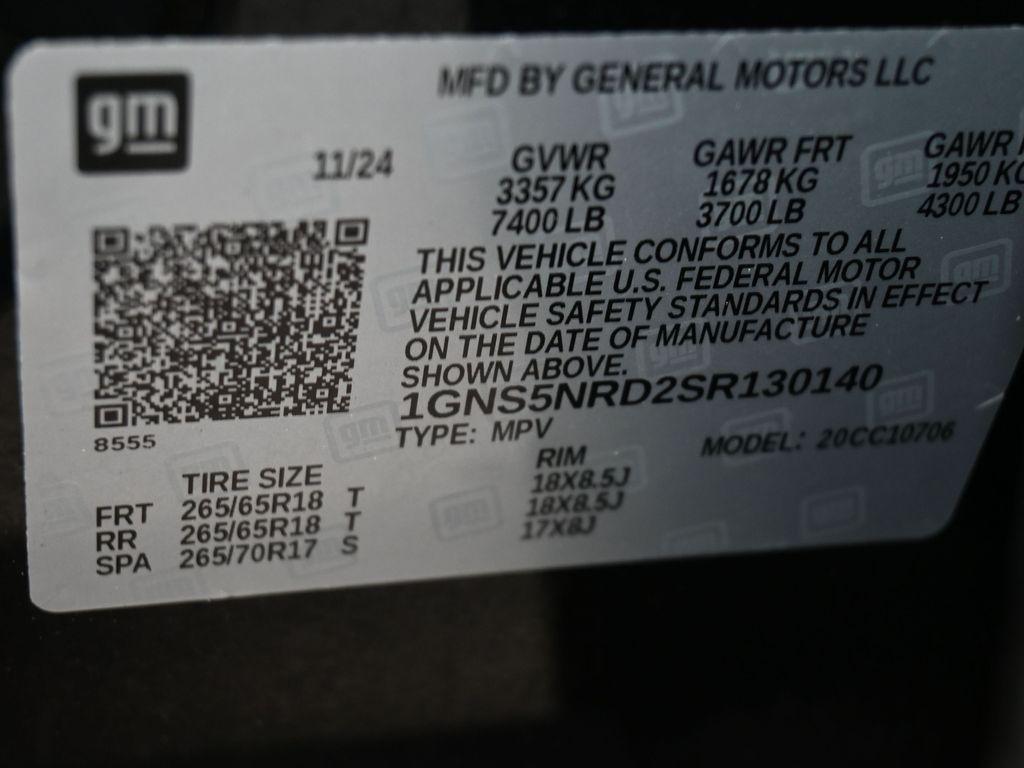 gm
MFD BY GENERAL MOTORS LLC
11/24
GVWR GAWR FRT GAWR
3357 KG 1678 KG 1950 KG
7400 LB 3700 LB 4300 LB
THIS VEHICLE CONFORMS TO ALL
APPLICABLE U.S. FEDERAL MOTOR
VEHICLE SAFETY STANDARDS IN EFFECT
ON THE DATE OF MANUFACTURE
SHOWN ABOVE.
1GNS5NRD2SR130140
8555
TYPE: MPV MODEL: 20CC10706
TIRE SIZE RIM
FRT 265/65R18 T 18X8.5J
RR 265/65R18 T 18X8.5J
SPA 265/70R17 S 17X8J